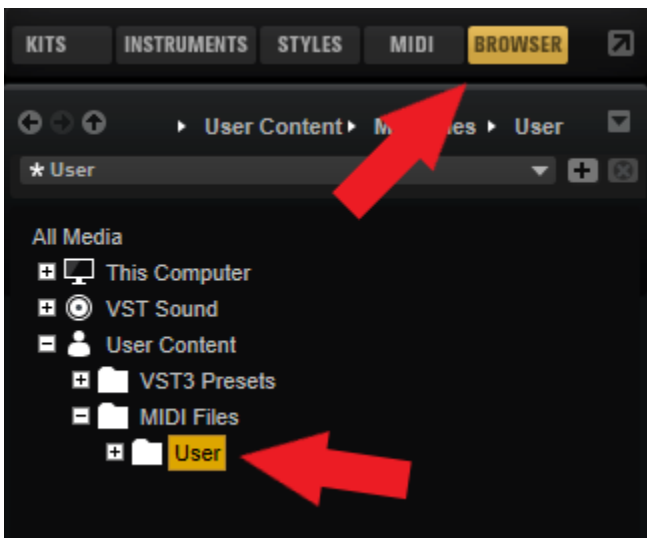 KITS INSTRUMENTS STYLES MIDI BROWSER
User Content User
* User
All Media
This Computer
VST Sound
User Content
VST3 Presets
MIDI Files
User